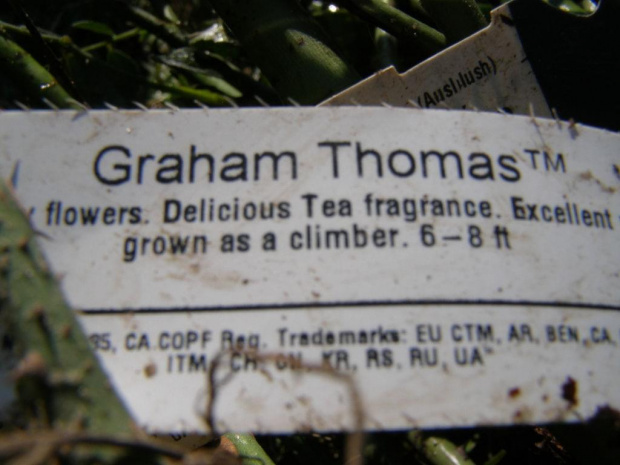 (Ausblush)
Graham Thomas™
flowers. Delicious Tea fragrance. Excellent
grown as a climber. 6–8 ft
95, CA.COPF Reg. Trademarks: EU CTM, AR, BEN, CA,
ITM, CH, CN, KR, RS, RU, UA"